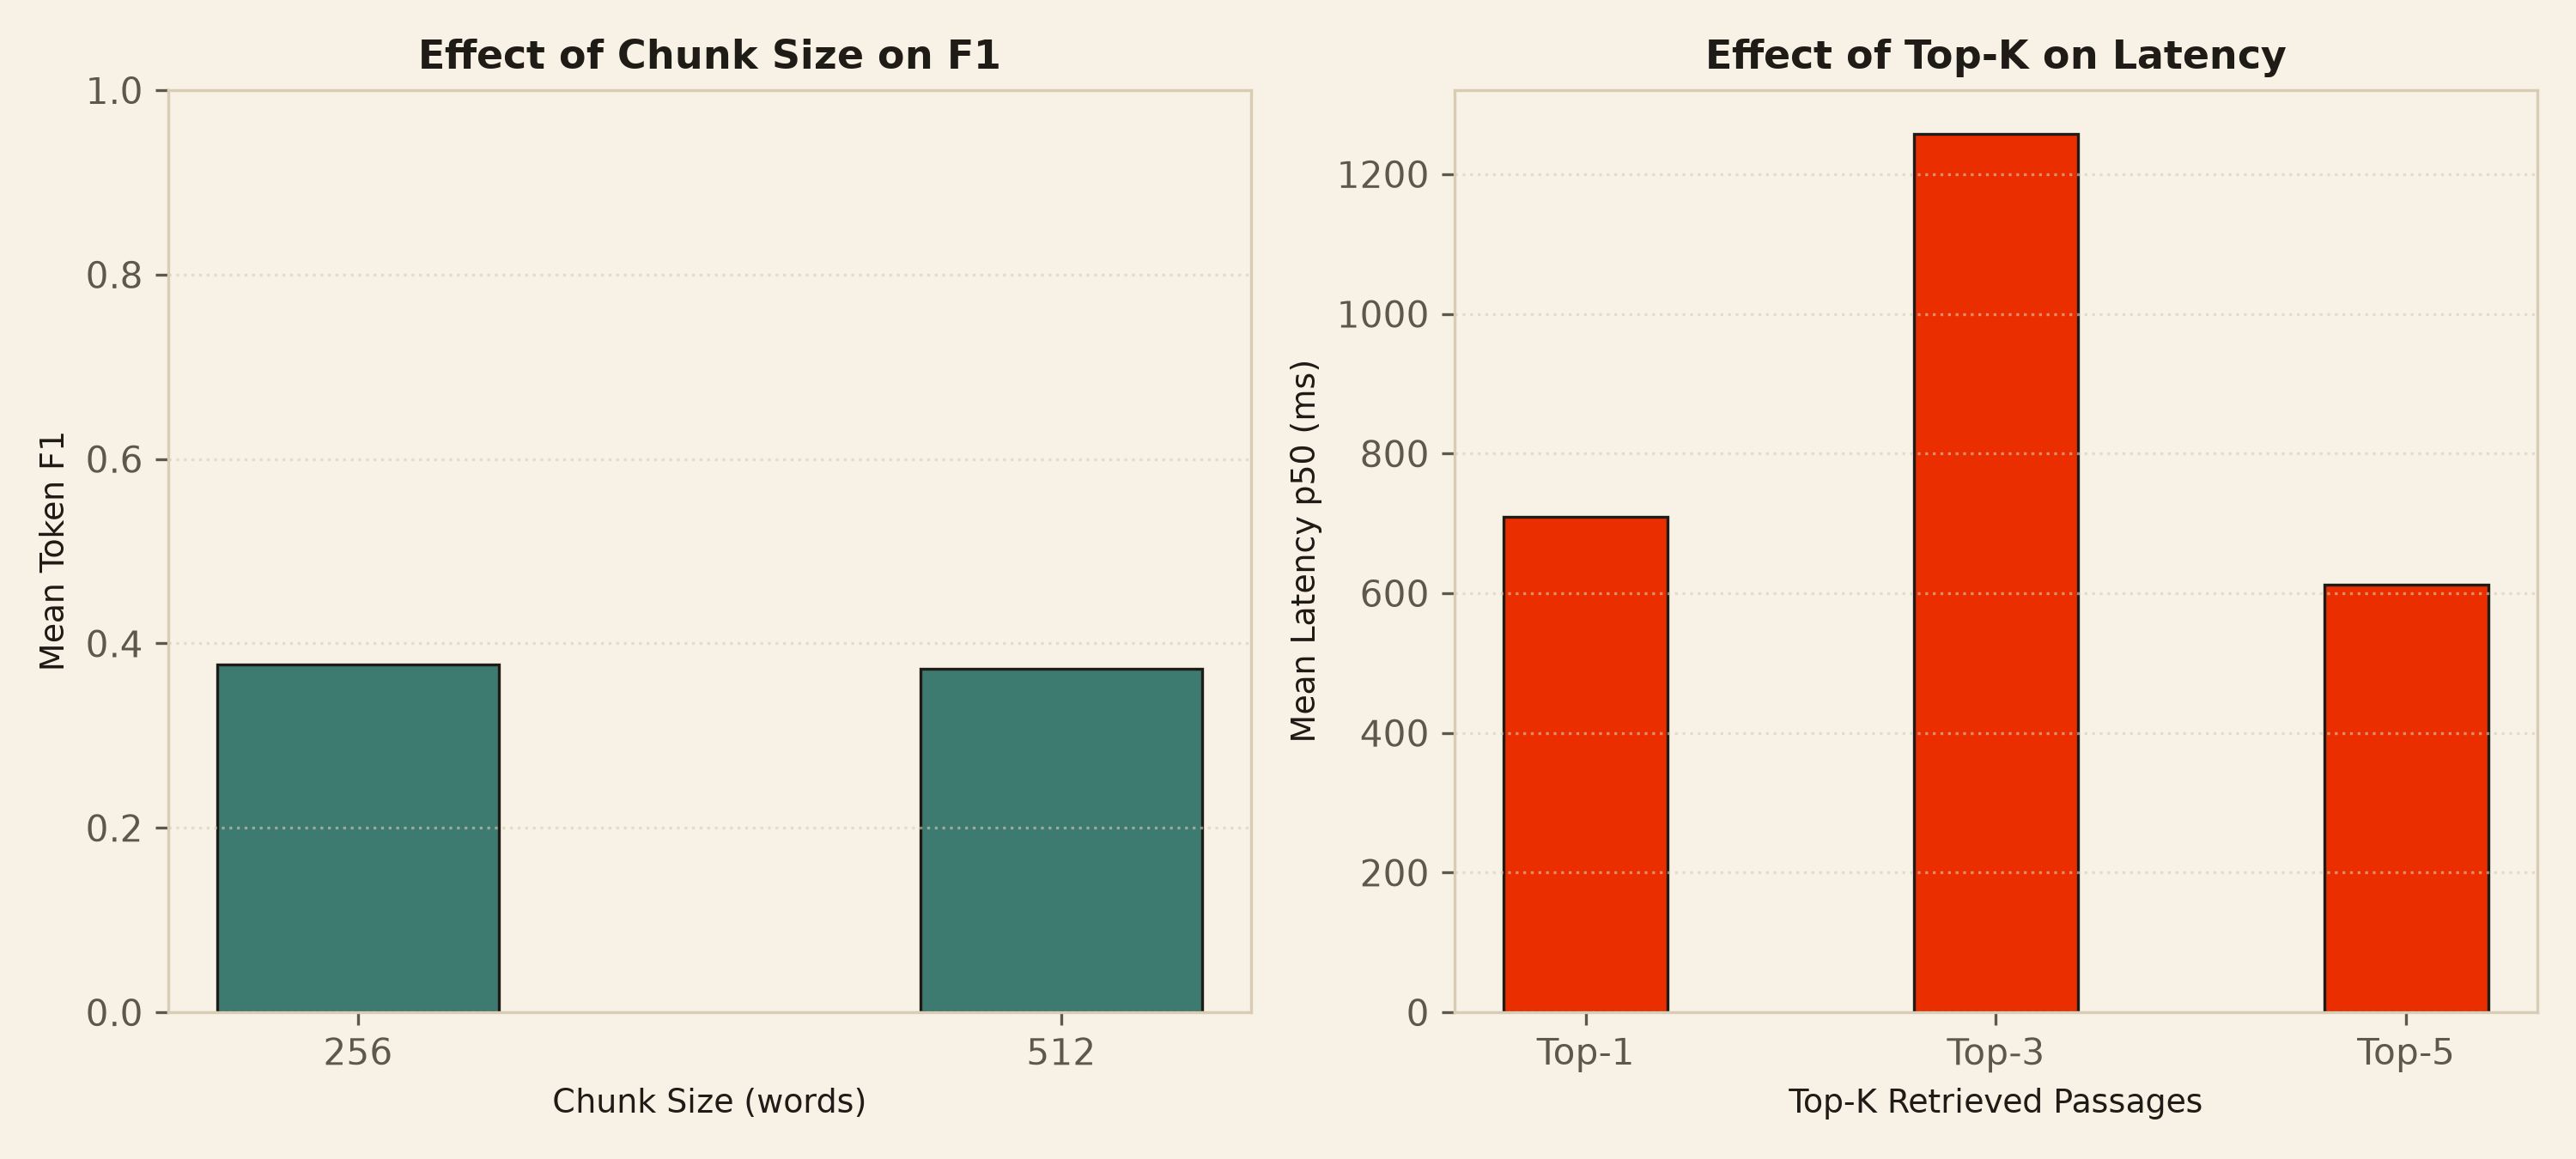 Effect of Chunk Size on F1
Mean Token F1
1.0
0.8
0.6
0.4
0.2
0.0
256
512
Chunk Size (words)
Effect of Top-K on Latency
Mean Latency p50 (ms)
1200
1000
800
600
400
200
0
Top-1
Top-3
Top-5
Top-K Retrieved Passages